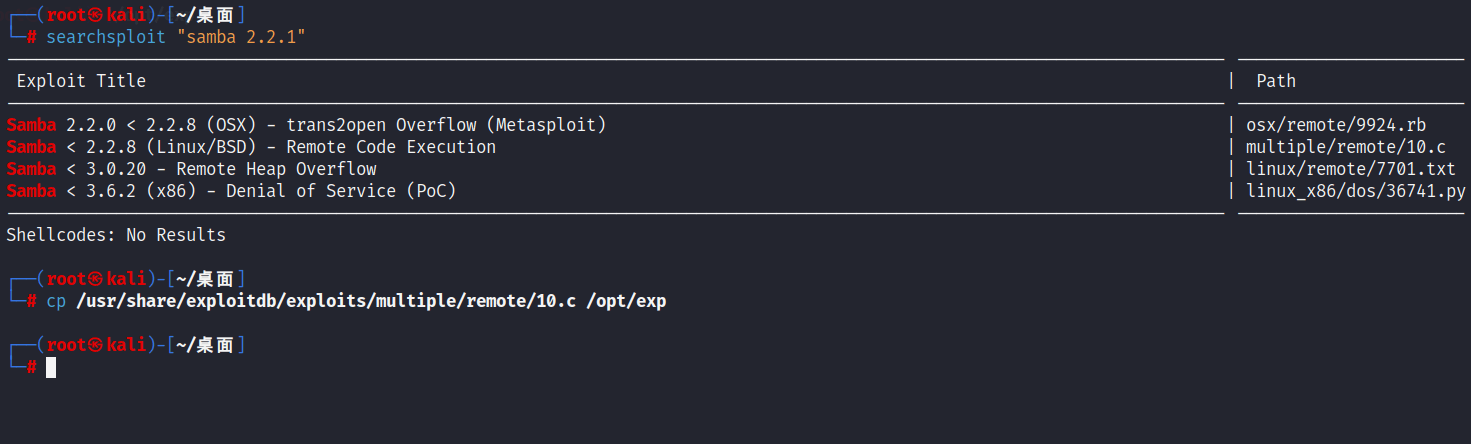 ┌──(root㉿kali)-[~/桌面]
└─# searchsploit "samba 2.2.1"
Exploit Title | Path
Samba 2.2.0 < 2.2.8 (OSX) - trans2open Overflow (Metasploit) | osx/remote/9924.rb
Samba < 2.2.8 (Linux/BSD) - Remote Code Execution | multiple/remote/10.c
Samba < 3.0.20 - Remote Heap Overflow | linux/remote/7701.txt
Samba < 3.6.2 (x86) - Denial of Service (PoC) | linux_x86/dos/36741.py
Shellcodes: No Results
┌──(root㉿kali)-[~/桌面]
└─# cp /usr/share/exploitdb/exploits/multiple/remote/10.c /opt/exp
┌──(root㉿kali)-[~/桌面]
└─#